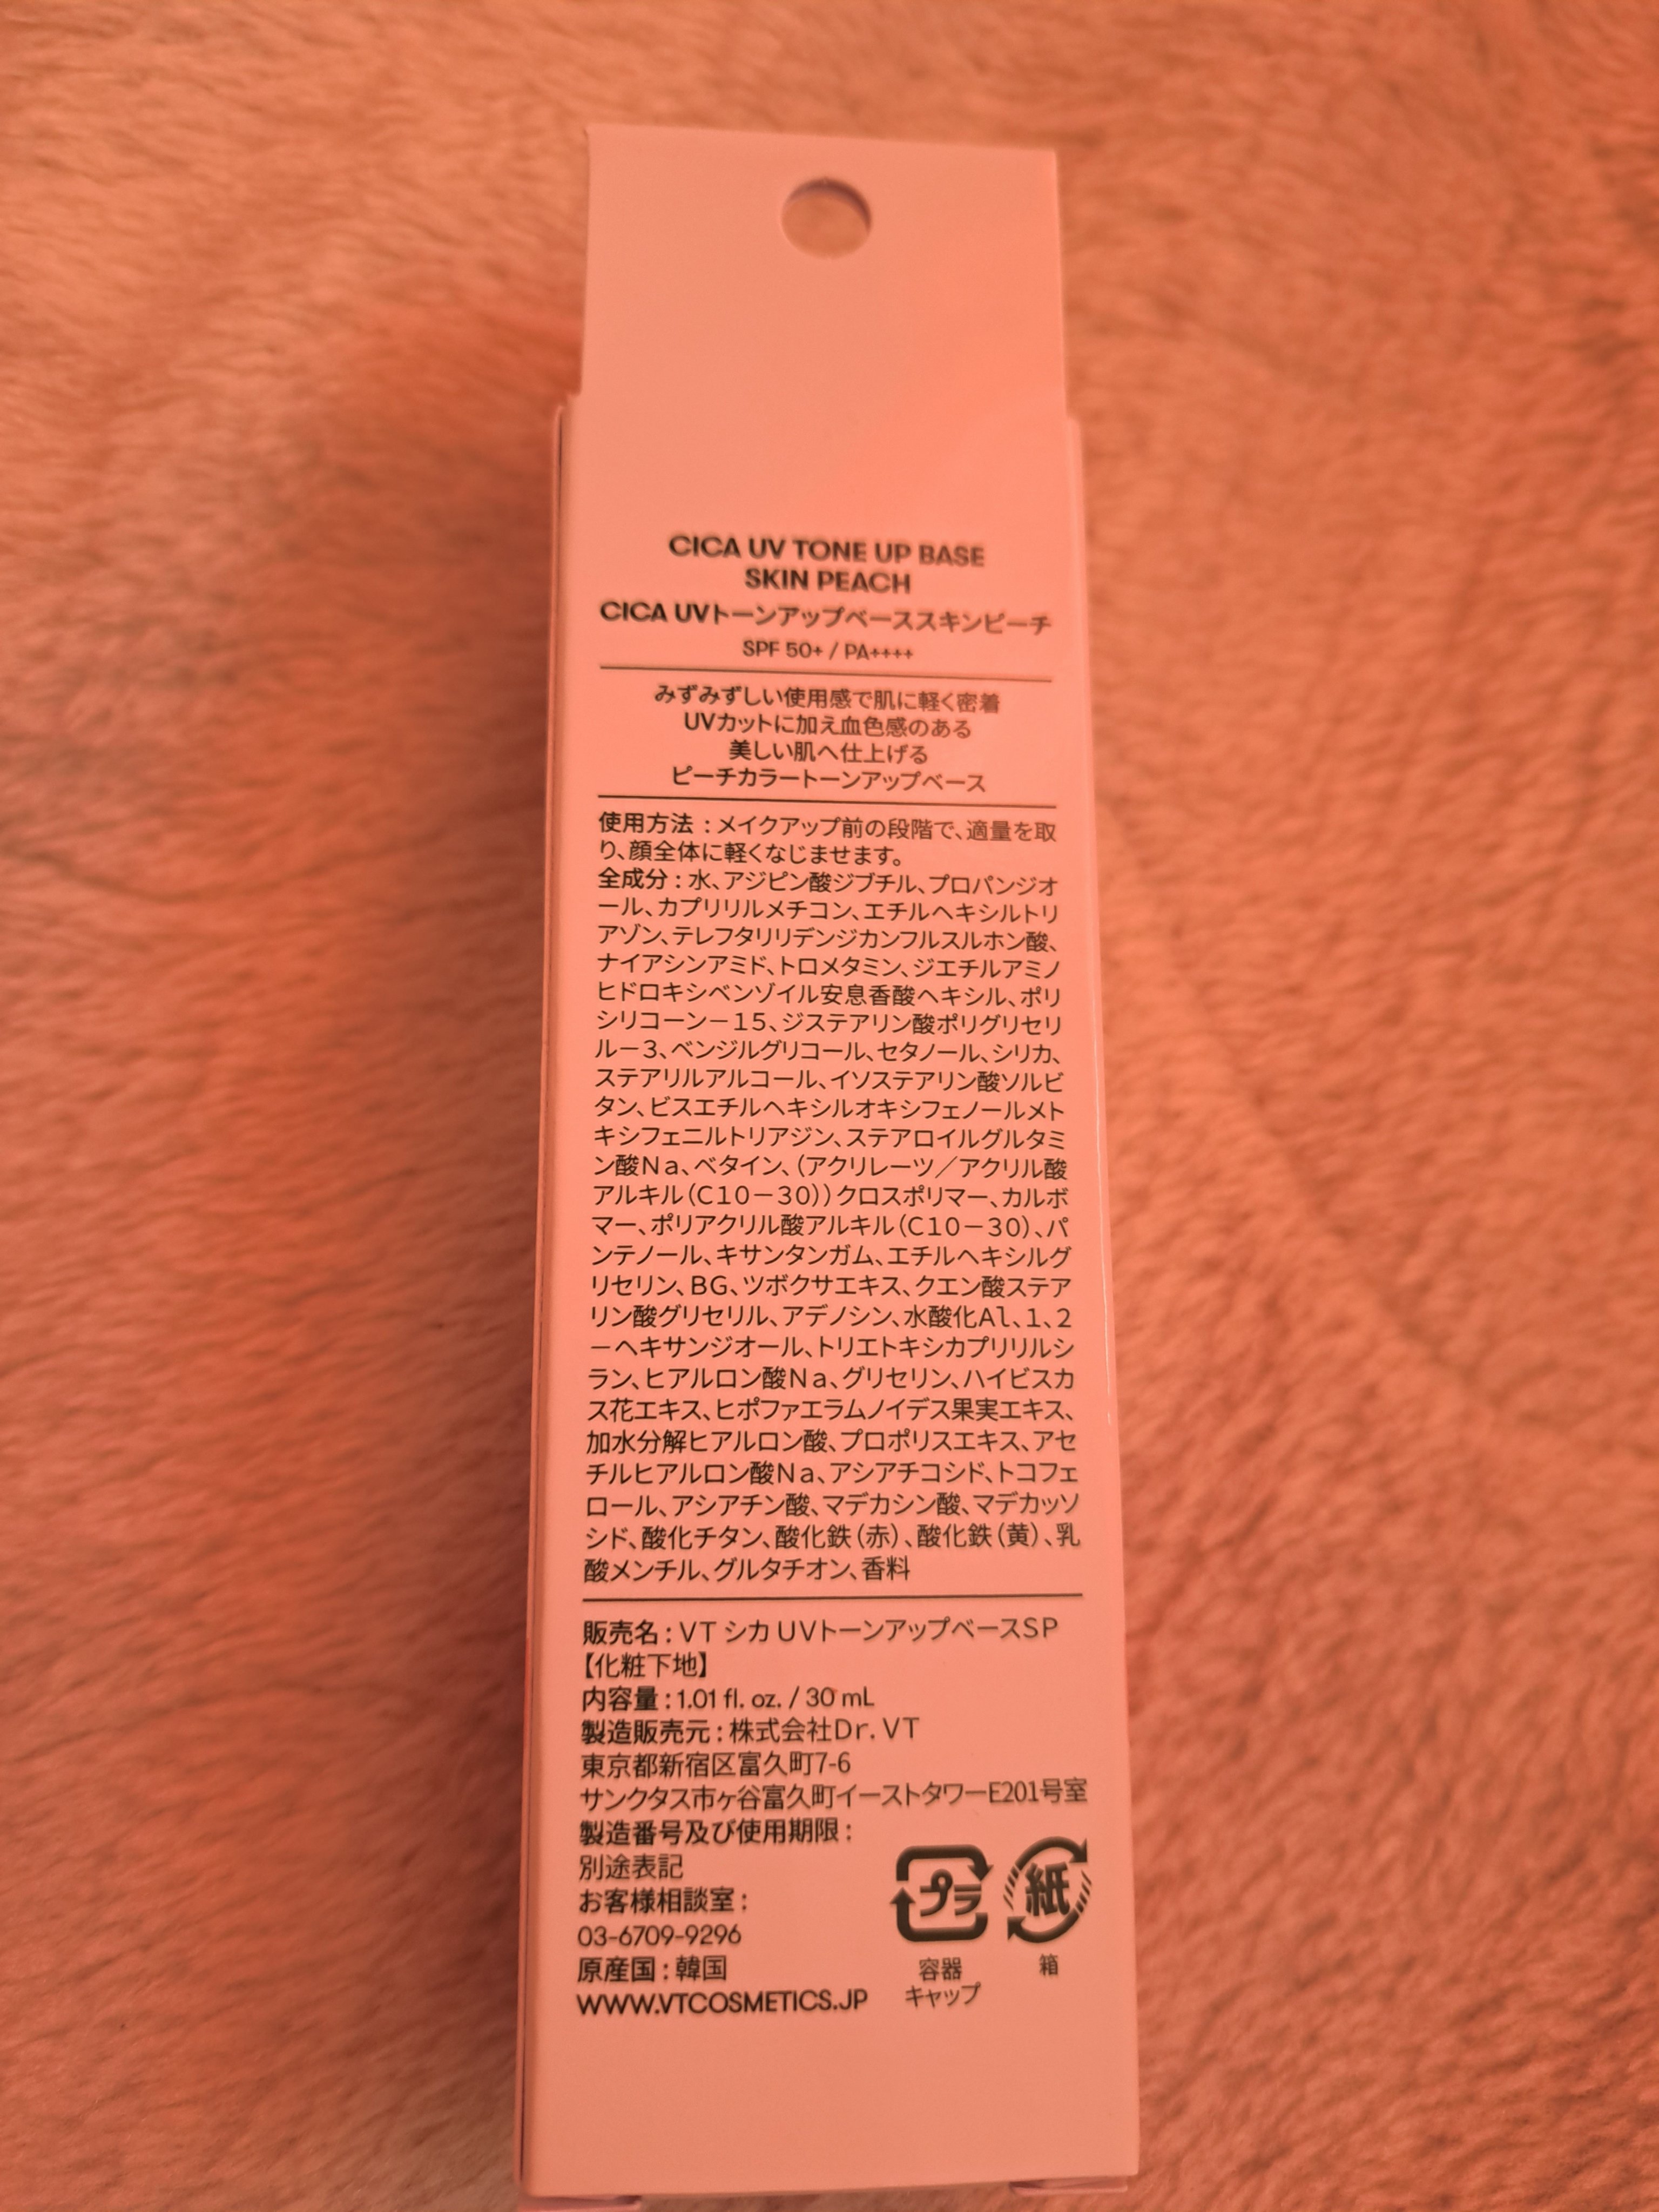 CICA UV TONE UP BASE
SKIN PEACH
CICA UVトーンアップベーススキンピーチ
SPF 50+ / PA++++
みずみずしい使用感で肌に軽く密着
UVカットに加え血色感のある
美しい肌へ仕上げる
ピーチカラートーンアップベース
使用方法：メイクアップ前の段階で、適量を取
り、顔全体に軽くなじませます。
全成分：水、アジピン酸ジブチル、プロパンジオ
ール、カプリリルメチコン、エチルヘキシルトリ
アゾン、テレフタリリデンジカンフルスルホン酸、
ナイアシンアミド、トロメタミン、ジエチルアミノ
ヒドロキシベンゾイル安息香酸ヘキシル、ポリ
シリコーン－15、ジステアリン酸ポリグリセリ
ル－3、ベンジルグリコール、セタノール、シリカ、
ステアリルアルコール、イソステアリン酸ソルビ
タン、ビスエチルヘキシルオキシフェノールメト
キシフェニルトリアジン、ステアロイルグルタミ
ン酸Na、ベタイン、（アクリレーツ／アクリル酸
アルキル（C10－30））クロスポリマー、カルボ
マー、ポリアクリル酸アルキル（C10－30）、パ
ンテノール、キサンタンガム、エチルヘキシルグ
リセリン、BG、ツボクサエキス、クエン酸ステア
リン酸グリセリル、アデノシン、水酸化Al、1、2
－ヘキサンジオール、トリエトキシカプリリルシ
ラン、ヒアルロン酸Na、グリセリン、ハイビスカ
ス花エキス、ヒポファエラムノイデス果実エキス、
加水分解ヒアルロン酸、プロポリスエキス、アセ
チルヒアルロン酸Na、アシアチコシド、トコフェ
ロール、アシアチン酸、マデカシン酸、マデカッソ
シド、酸化チタン、酸化鉄（赤）、酸化鉄（黄）、乳
酸メンチル、グルタチオン、香料
販売名：VT シカ UVトーンアップベースSP
【化粧下地】
内容量：1.01 fl. oz. / 30 mL
製造販売元：株式会社Dr. VT
東京都新宿区富久町7-6
サンクタス市ヶ谷富久町イーストタワーE201号室
製造番号及び使用期限：
別途表記
お客様相談室：
03-6709-9296
原産国：韓国
WWW.VTCOSMETICS.JP
プラ
容器
キャップ
紙
箱